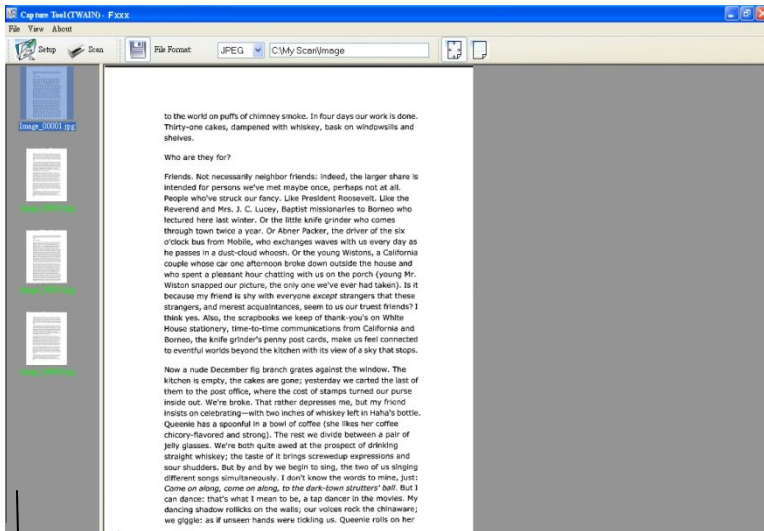 Capture Tool(TWAIN) - Fxxx
File View About
Setup Scan File Format: JPEG C:\My Scan\Image
Image_00001.jpg
to the world on puffs of chimney smoke. In four days our work is done.
Thirty-one cakes, dampened with whiskey, bask on windowsills and
shelves.
Who are they for?
Friends. Not necessarily neighbor friends: indeed, the larger share is
intended for persons we've met maybe once, perhaps not at all.
People who've struck our fancy. Like President Roosevelt. Like the
Reverend and Mrs. J. C. Lucey, Baptist missionaries to Borneo who
lectured here last winter. Or the little knife grinder who comes
through town twice a year. Or Abner Packer, the driver of the six
o'clock bus from Mobile, who exchanges waves with us every day as
he passes in a dust-cloud whoosh. Or the young Wistons, a California
couple whose car one afternoon broke down outside the house and
who spent a pleasant hour chatting with us on the porch (young Mr.
Wiston snapped our picture, the only one we've ever had taken). Is it
because my friend is shy with everyone except strangers that these
strangers, and merest acquaintances, seem to us our truest friends? I
think yes. Also, the scrapbooks we keep of thank-you's on White
House stationery, time-to-time communications from California and
Borneo, the knife grinder's penny post cards, make us feel connected
to eventful worlds beyond the kitchen with its view of a sky that stops.
Now a nude December fig branch grates against the window. The
kitchen is empty, the cakes are gone; yesterday we carted the last of
them to the post office, where the cost of stamps turned our purse
inside out. We're broke. That rather depresses me, but my friend
insists on celebrating—with two inches of whiskey left in Haha's bottle.
Queenie has a spoonful in a bowl of coffee (she likes her coffee
chicory-flavored and strong). The rest we divide between a pair of
jelly glasses. We're both quite awed at the prospect of drinking
straight whiskey; the taste of it brings screwedup expressions and
sour shudders. But by and by we begin to sing, the two of us singing
different songs simultaneously. I don't know the words to mine, just:
Come on along, come on along, to the dark-town strutters' ball. But I
can dance: that's what I mean to be, a tap dancer in the movies. My
dancing shadow rollicks on the walls; our voices rock the chinaware;
we giggle: as if unseen hands were tickling us. Queenie rolls on her